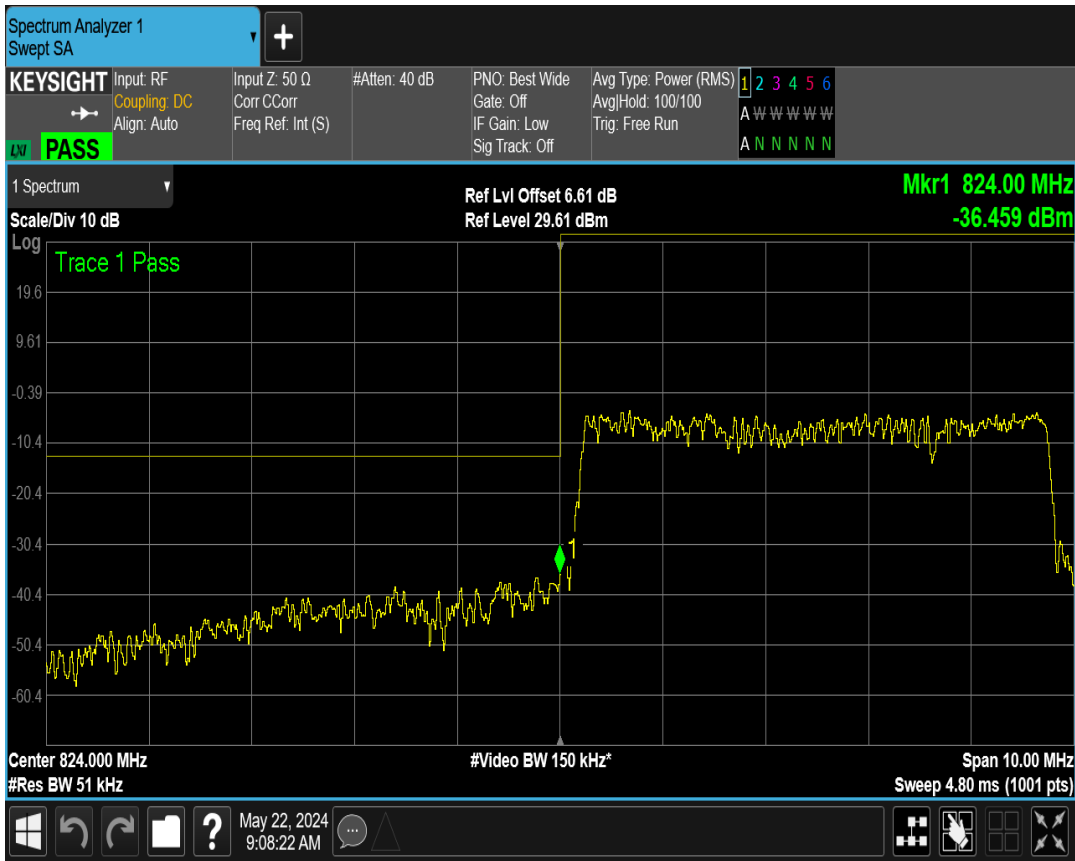 Spectrum Analyzer 1
Swept SA
+
KEYSIGHT
LXI PASS
Input: RF
Coupling: DC
Align: Auto
Input Z: 50 Ω
Corr CCorr
Freq Ref: Int (S)
#Atten: 40 dB
PNO: Best Wide
Gate: Off
IF Gain: Low
Sig Track: Off
Avg Type: Power (RMS)
Avg|Hold: 100/100
Trig: Free Run
1 2 3 4 5 6
A W W W W W
A N N N N N
1 Spectrum
Scale/Div 10 dB
Ref Lvl Offset 6.61 dB
Ref Level 29.61 dBm
Mkr1 824.00 MHz
-36.459 dBm
Log
Trace 1 Pass
19.6
9.61
-0.39
-10.4
-20.4
-30.4
-40.4
-50.4
-60.4
1
Center 824.000 MHz
#Res BW 51 kHz
#Video BW 150 kHz*
Span 10.00 MHz
Sweep 4.80 ms (1001 pts)
?
May 22, 2024
9:08:22 AM